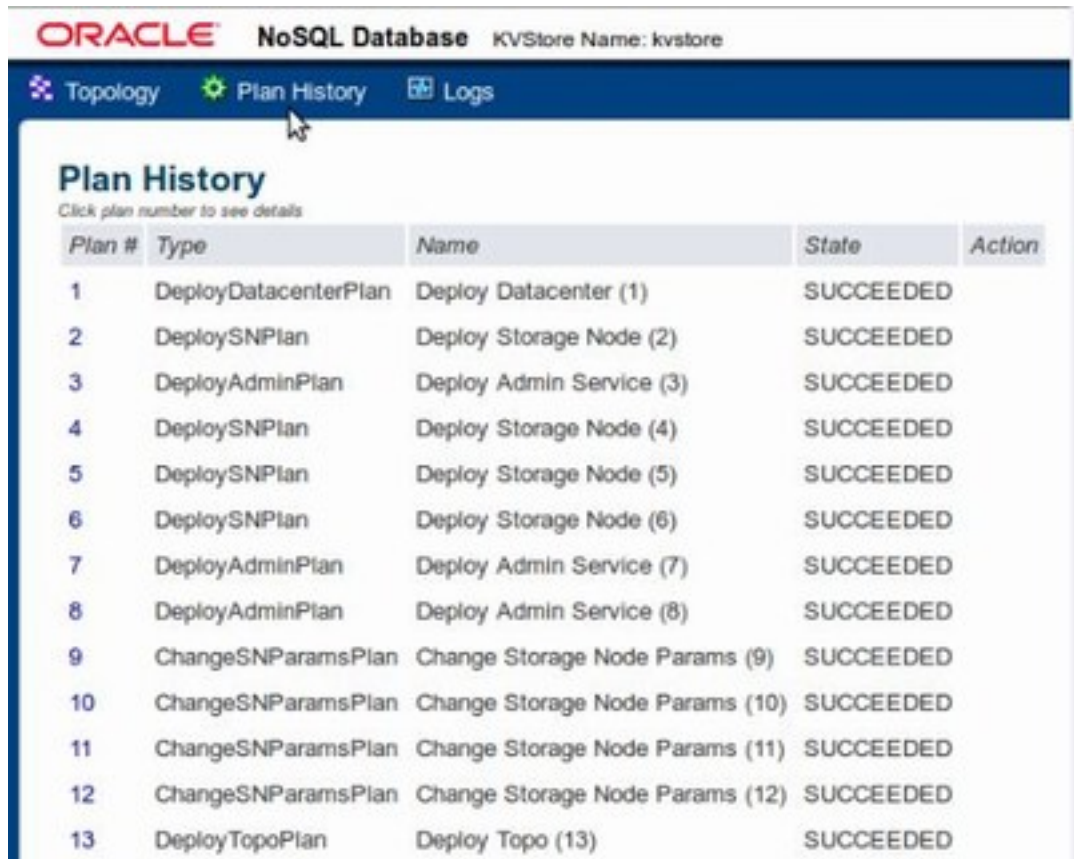 ORACLE NoSQL Database KVStore Name: kvstore
Topology Plan History Logs
Plan History
Click plan number to see details
Plan # Type Name State Action
1 DeployDatacenterPlan Deploy Datacenter (1) SUCCEEDED
2 DeploySNPlan Deploy Storage Node (2) SUCCEEDED
3 DeployAdminPlan Deploy Admin Service (3) SUCCEEDED
4 DeploySNPlan Deploy Storage Node (4) SUCCEEDED
5 DeploySNPlan Deploy Storage Node (5) SUCCEEDED
6 DeploySNPlan Deploy Storage Node (6) SUCCEEDED
7 DeployAdminPlan Deploy Admin Service (7) SUCCEEDED
8 DeployAdminPlan Deploy Admin Service (8) SUCCEEDED
9 ChangeSNParamsPlan Change Storage Node Params (9) SUCCEEDED
10 ChangeSNParamsPlan Change Storage Node Params (10) SUCCEEDED
11 ChangeSNParamsPlan Change Storage Node Params (11) SUCCEEDED
12 ChangeSNParamsPlan Change Storage Node Params (12) SUCCEEDED
13 DeployTopoPlan Deploy Topo (13) SUCCEEDED